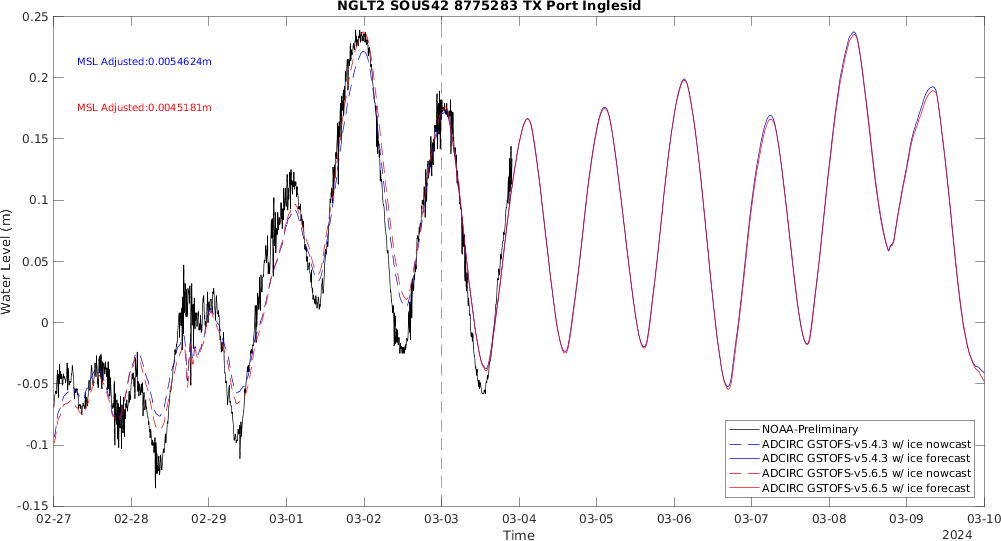 NGLT2 SOUS42 8775283 TX Port Inglesid
MSL Adjusted:0.0054624m
MSL Adjusted:0.0045181m
Water Level (m)
0.25
0.2
0.15
0.1
0.05
0
-0.05
-0.1
-0.15
NOAA-Preliminary
ADCIRC GSTOFS-v5.4.3 w/ ice nowcast
ADCIRC GSTOFS-v5.4.3 w/ ice forecast
ADCIRC GSTOFS-v5.6.5 w/ ice nowcast
ADCIRC GSTOFS-v5.6.5 w/ ice forecast
02-27 02-28 02-29 03-01 03-02 03-03 03-04 03-05 03-06 03-07 03-08 03-09 03-10
Time
2024